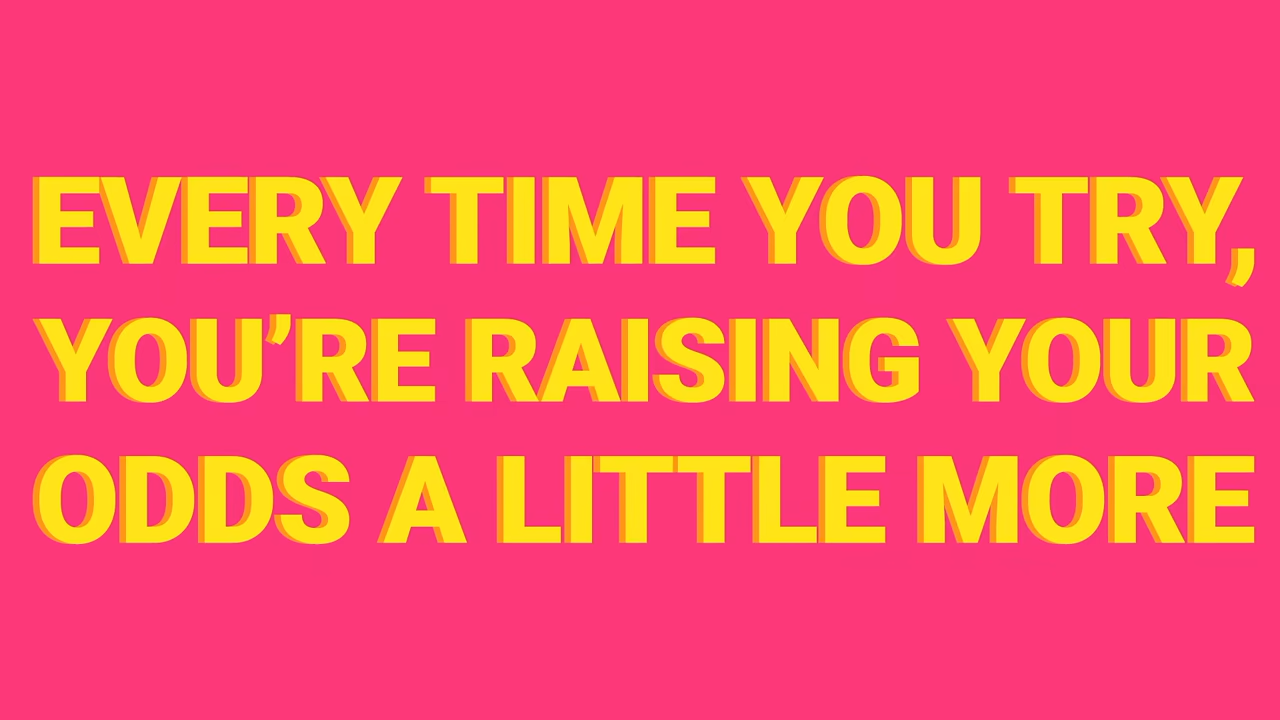 EVERY TIME YOU TRY,
YOU’RE RAISING YOUR
ODDS A LITTLE MORE